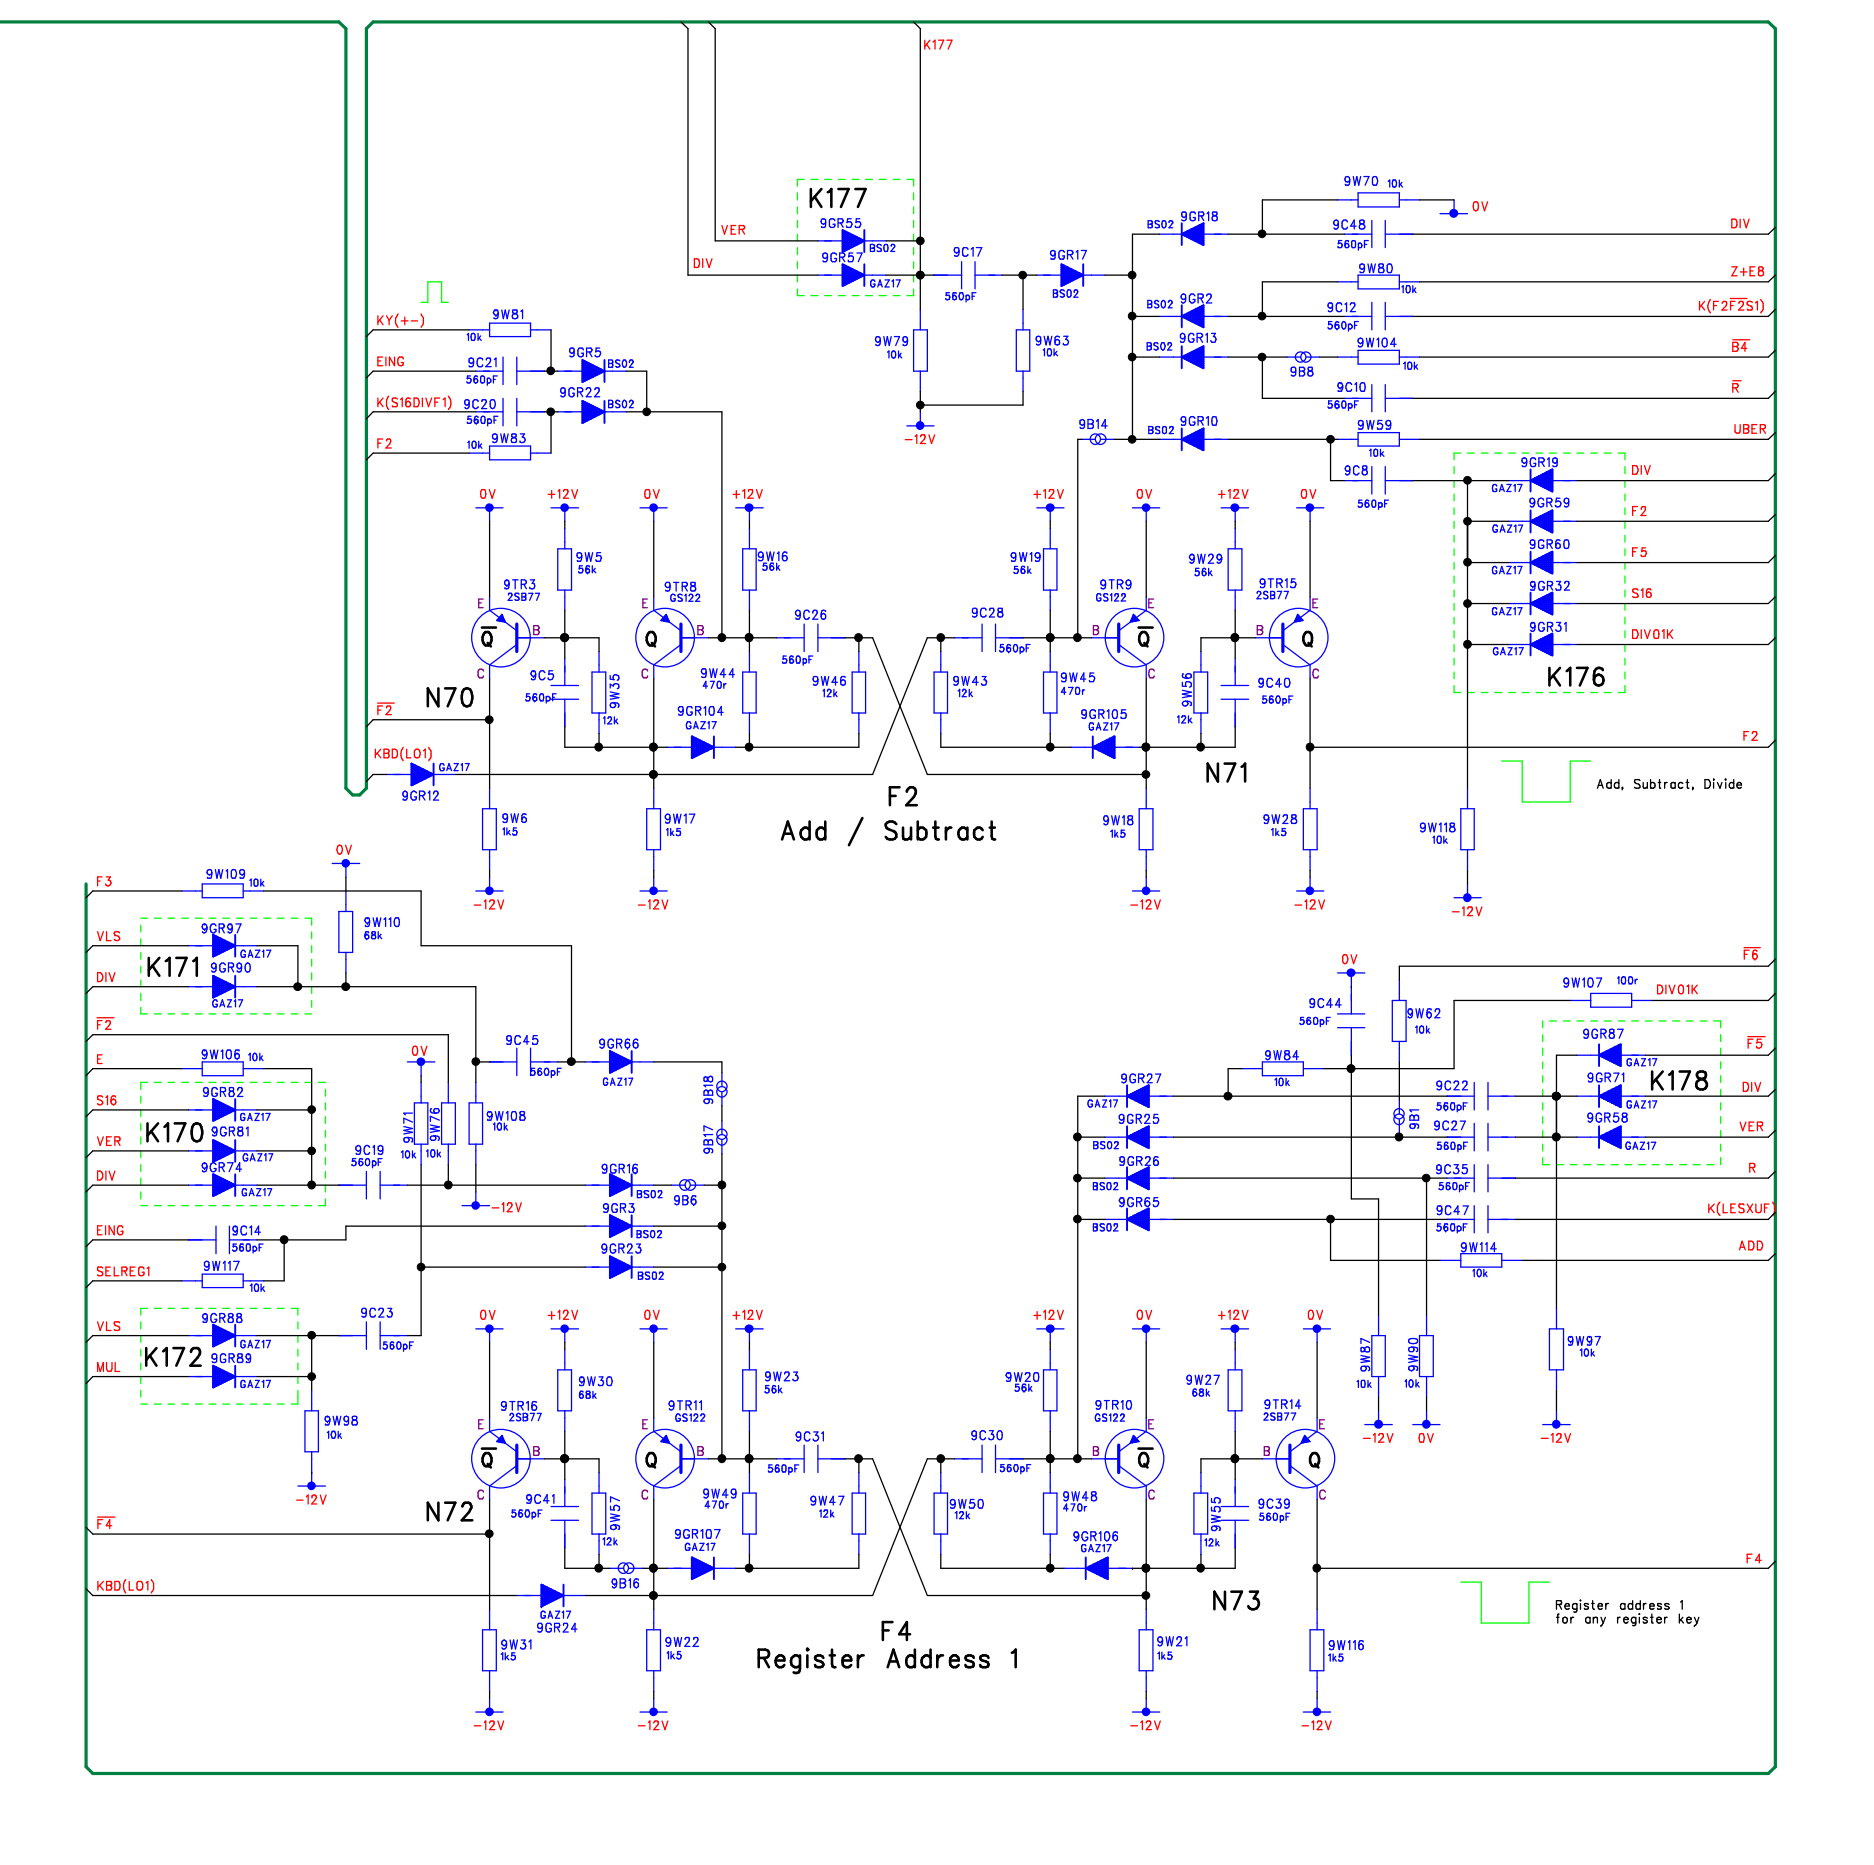 K177
K177
9GR55
BS02
VER
9GR57
GAZ17
DIV
9C17
560pF
9GR17
BS02
9W79
10k
9W63
10k
-12V
9W70 10k
0V
BS02
9GR18
9C48
560pF
DIV
9W80
10k
Z+E8
BS02
9GR2
9C12
560pF
K(F2F2S1)
9GR13
BS02
9B8
9W104
10k
B4
9C10
560pF
R
9B14
BS02
9GR10
9W59
10k
UBER
9C8
560pF
KY(+-)
9W81
10k
EING
9C21
560pF
9GR5
BS02
K(S16DIVF1)
9C20
560pF
9GR22
BS02
F2
10k
9W83
9GR19
GAZ17
DIV
9GR59
GAZ17
F2
9GR60
GAZ17
F5
9GR32
GAZ17
S16
9GR31
GAZ17
DIV01K
K176
0V
+12V
0V
+12V
+12V
0V
+12V
0V
9W5
56k
9W16
56k
9W19
56k
9W29
56k
9TR3
2SB77
9TR8
GS122
9TR9
GS122
9TR15
2SB77
E
Q
B
C
E
Q
B
C
9C26
560pF
9C28
560pF
B
Q
E
C
B
Q
E
C
9C5
560pF
9W35
12k
9W44
470r
9W46
12k
9W43
12k
9W45
470r
9W56
12k
9C40
560pF
N70
F2
9GR104
GAZ17
9GR105
GAZ17
KBD(L01)
GAZ17
9GR12
N71
F2
F2
Add / Subtract
Add, Subtract, Divide
9W6
1k5
9W17
1k5
9W18
1k5
9W28
1k5
9W118
10k
-12V
-12V
-12V
-12V
-12V
F3
9W109
10k
0V
9W110
68k
VLS
9GR97
GAZ17
K171
DIV
9GR90
GAZ17
F2
E
9W106 10k
S16
9GR82
GAZ17
K170
VER
9GR81
GAZ17
DIV
9GR74
GAZ17
0V
9W71
10k
9W76
10k
9W108
10k
-12V
9C45
560pF
9GR66
GAZ17
9B18
9B17
9C19
560pF
9GR16
BS02
9B6
EING
9C14
560pF
9GR3
BS02
SELREG1
9W117
10k
9GR23
BS02
VLS
9GR88
GAZ17
K172
MUL
9GR89
GAZ17
9C23
560pF
9W98
10k
-12V
F6
0V
9C44
560pF
9W62
10k
9W107
100r
DIV01K
9W84
10k
9GR87
GAZ17
F5
K178
9GR27
GAZ17
9C22
560pF
9GR71
GAZ17
DIV
9B1
9GR25
BS02
9C27
560pF
9GR58
GAZ17
VER
9GR26
BS02
9C35
560pF
R
9GR65
BS02
9C47
560pF
K(LESXUF)
9W114
10k
ADD
9W87
10k
-12V
9W90
10k
0V
9W97
10k
-12V
0V
+12V
0V
+12V
+12V
0V
+12V
0V
9W30
68k
9W23
56k
9W20
56k
9W27
68k
9TR16
2SB77
9TR11
GS122
9TR10
GS122
9TR14
2SB77
Q
B
C
E
Q
B
C
9C31
560pF
9C30
560pF
B
Q
E
C
B
Q
E
C
N72
9C41
560pF
9W57
12k
9W49
470r
9W47
12k
9W50
12k
9W48
470r
9W55
12k
9C39
560pF
F4
9GR107
GAZ17
9GR106
GAZ17
9B16
F4
KBD(L01)
GAZ17
9GR24
N73
F4
Register Address 1
Register address 1
for any register key
9W31
1k5
9W22
1k5
9W21
1k5
9W116
1k5
-12V
-12V
-12V
-12V